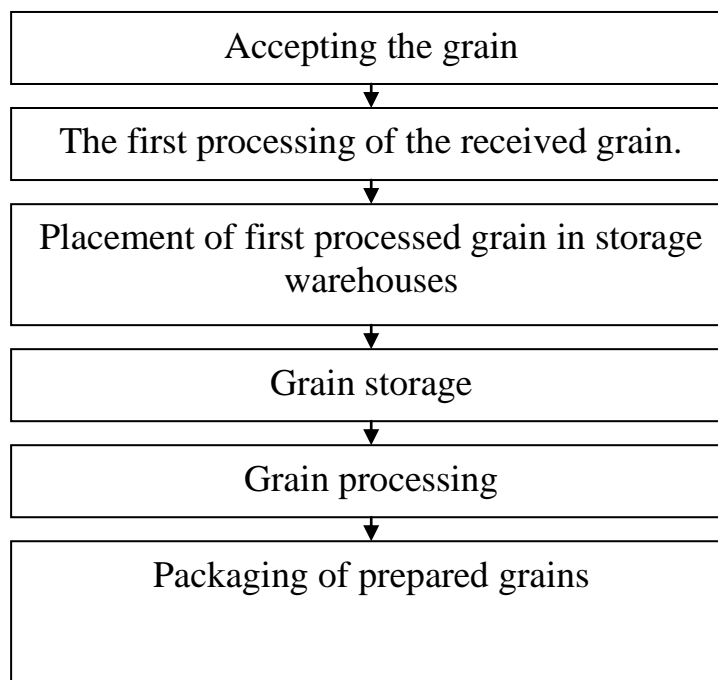 Accepting the grain
The first processing of the received grain.
Placement of first processed grain in storage
warehouses
Grain storage
Grain processing
Packaging of prepared grains